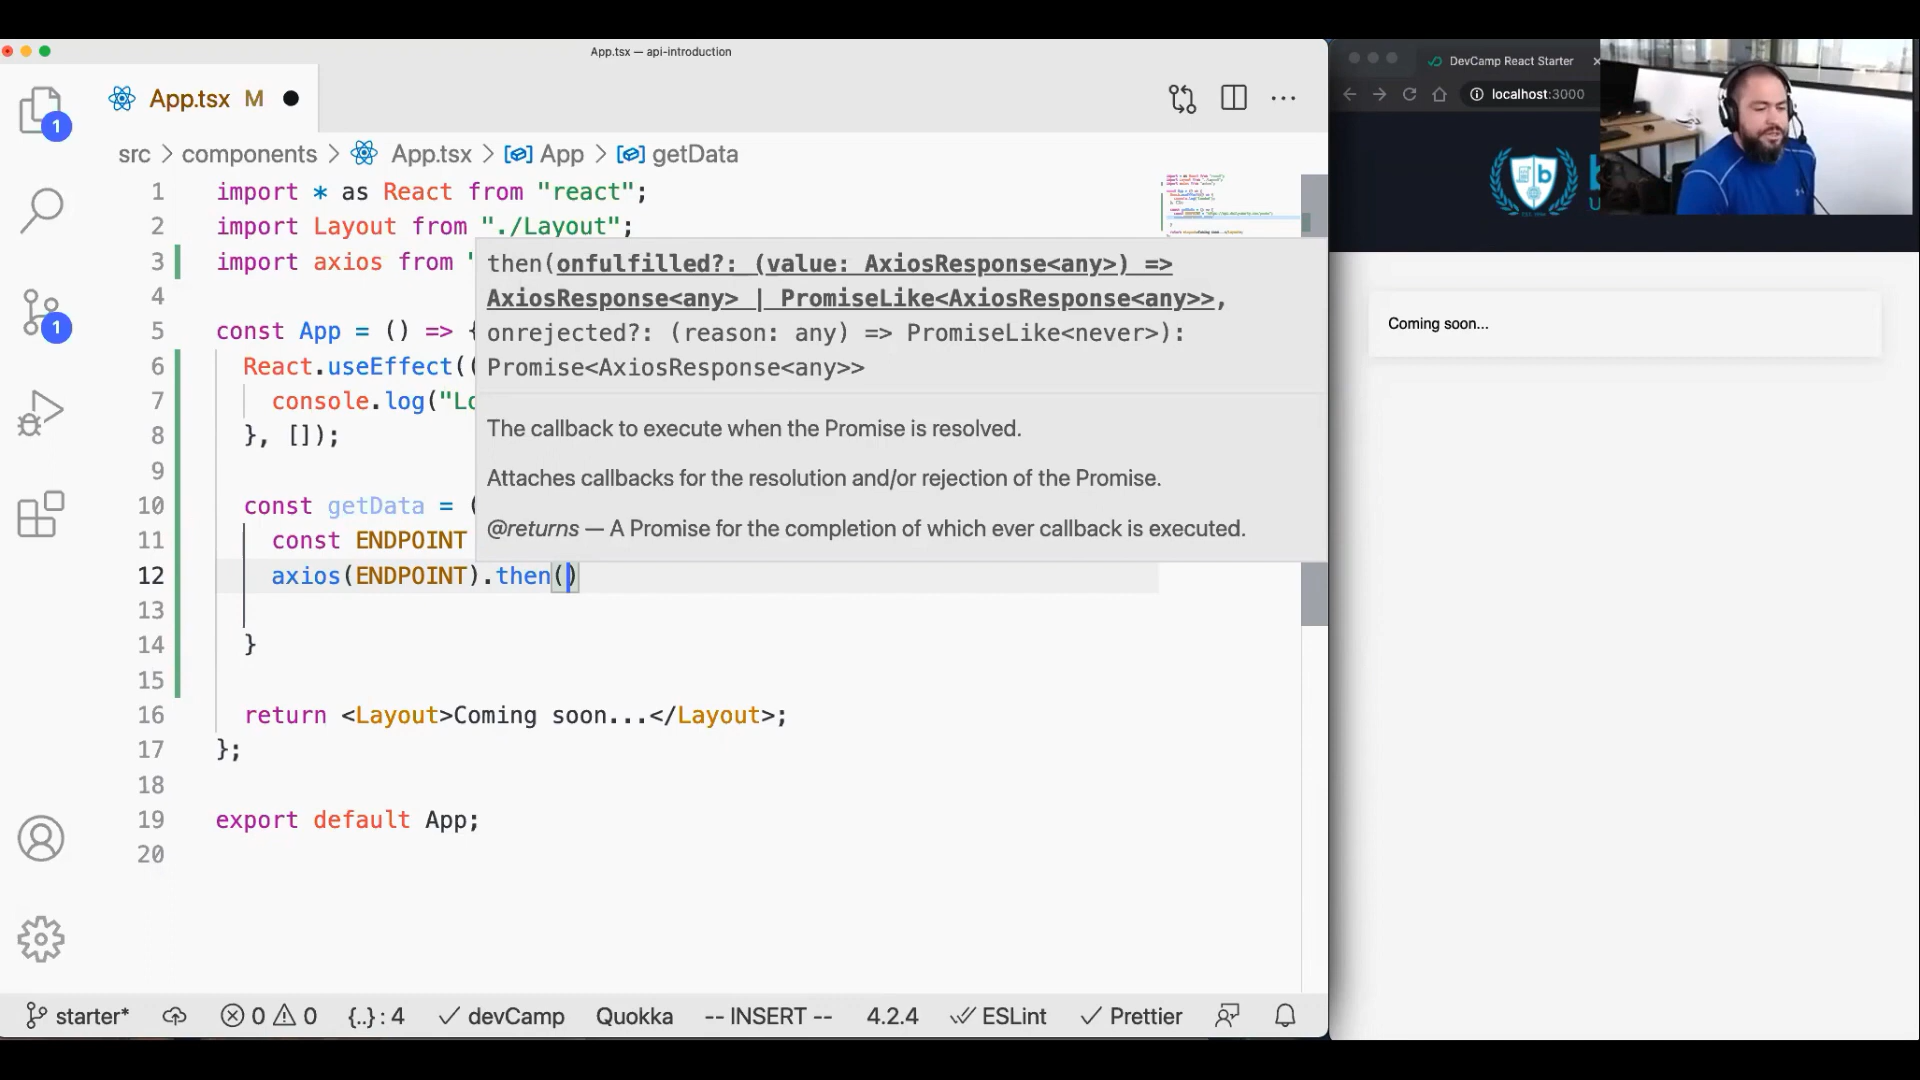 App.tsx — api-introduction
App.tsx M
src > components > App.tsx > App > getData
1 import * as React from "react";
2 import Layout from "./Layout";
3 import axios from '
4
5 const App = () => {
6 React.useEffect((
7 console.log("Lo
8 }, []);
9
10 const getData = (
11 const ENDPOINT
12 axios(ENDPOINT).then()
13
14 }
15
16 return <Layout>Coming soon...</Layout>;
17 };
18
19 export default App;
20
then(onfulfilled?: (value: AxiosResponse<any>) =>
AxiosResponse<any> | PromiseLike<AxiosResponse<any>>,
onrejected?: (reason: any) => PromiseLike<never>):
Promise<AxiosResponse<any>>
The callback to execute when the Promise is resolved.
Attaches callbacks for the resolution and/or rejection of the Promise.
@returns — A Promise for the completion of which ever callback is executed.
1
1
starter* 0 0 {..} : 4 devCamp Quokka -- INSERT -- 4.2.4 ESLint Prettier
DevCamp React Starter
localhost:3000
b
Coming soon...